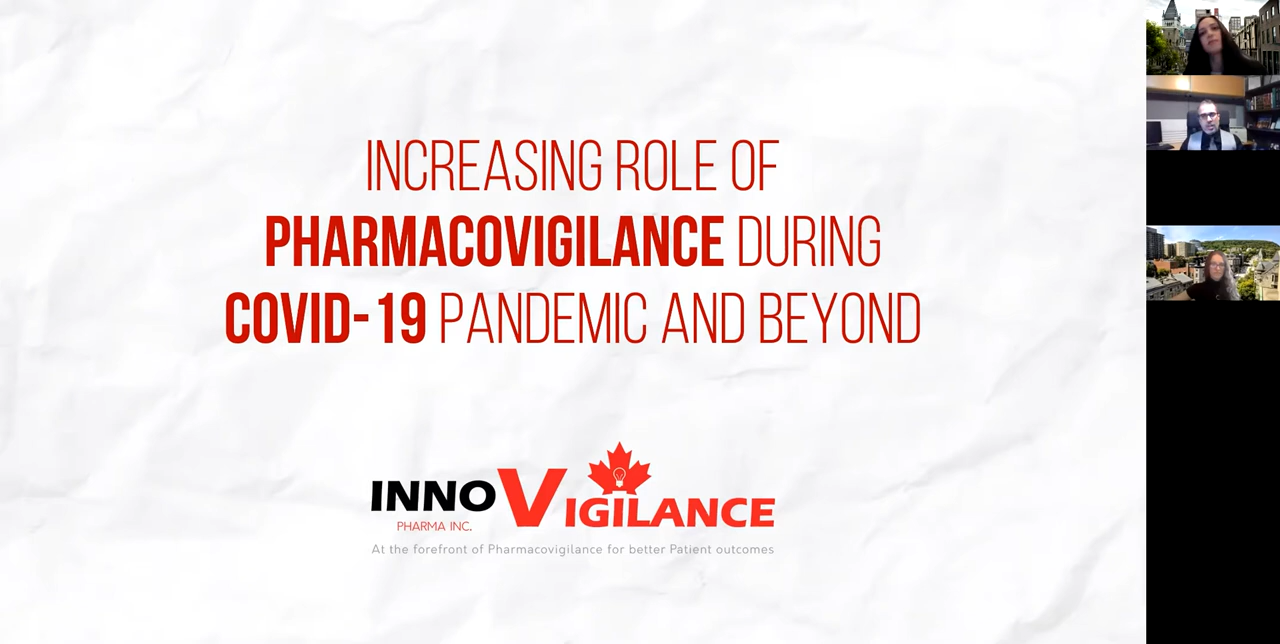 INCREASING ROLE OF
PHARMACOVIGILANCE DURING
COVID-19 PANDEMIC AND BEYOND
INNOVIGILANCE
PHARMA INC.
At the forefront of Pharmacovigilance for better Patient outcomes